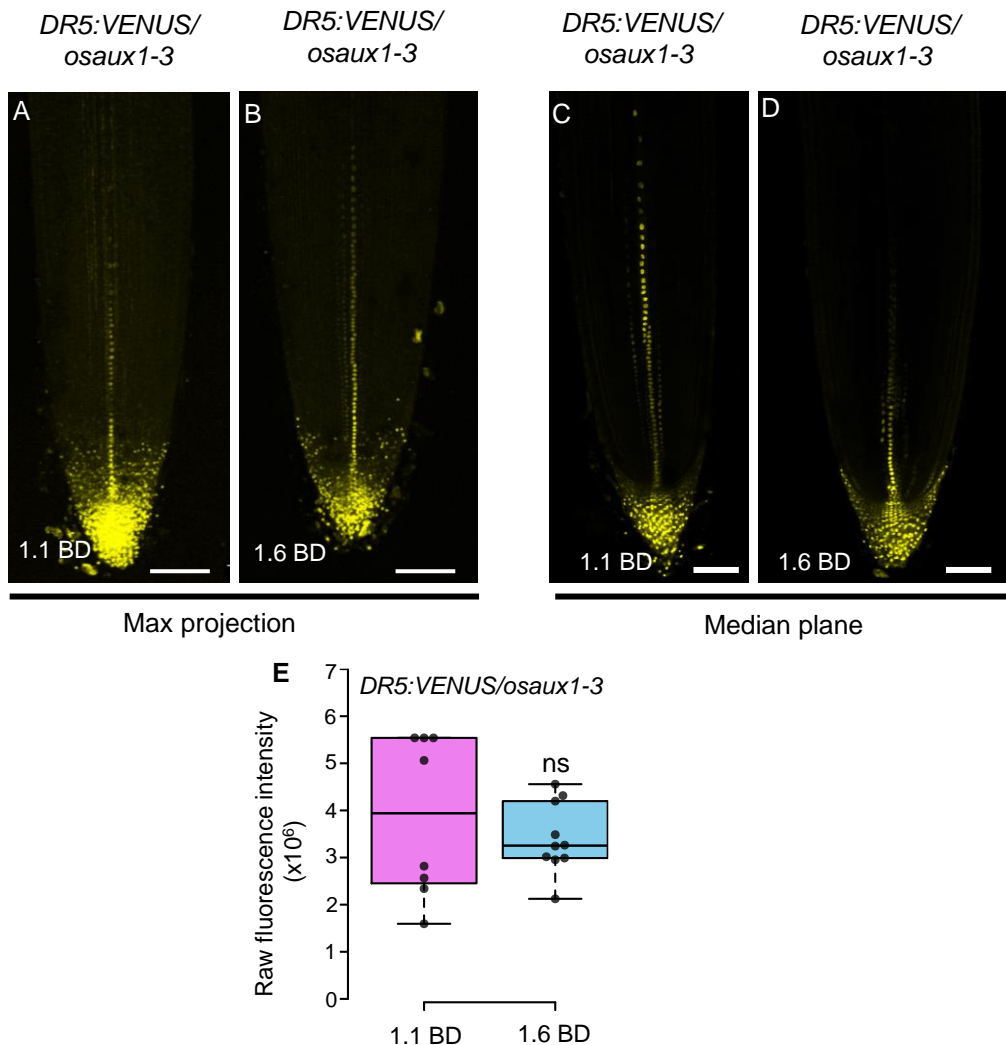 DR5:VENUS/
osaux1-3
DR5:VENUS/
osaux1-3
DR5:VENUS/
osaux1-3
DR5:VENUS/
osaux1-3
A
1.1 BD
B
1.6 BD
C
1.1 BD
D
1.6 BD
Max projection
Median plane
E
DR5:VENUS/osaux1-3
Raw fluorescence intensity
(x10⁶)
7
6
5
4
3
2
1
0
ns
1.1 BD
1.6 BD